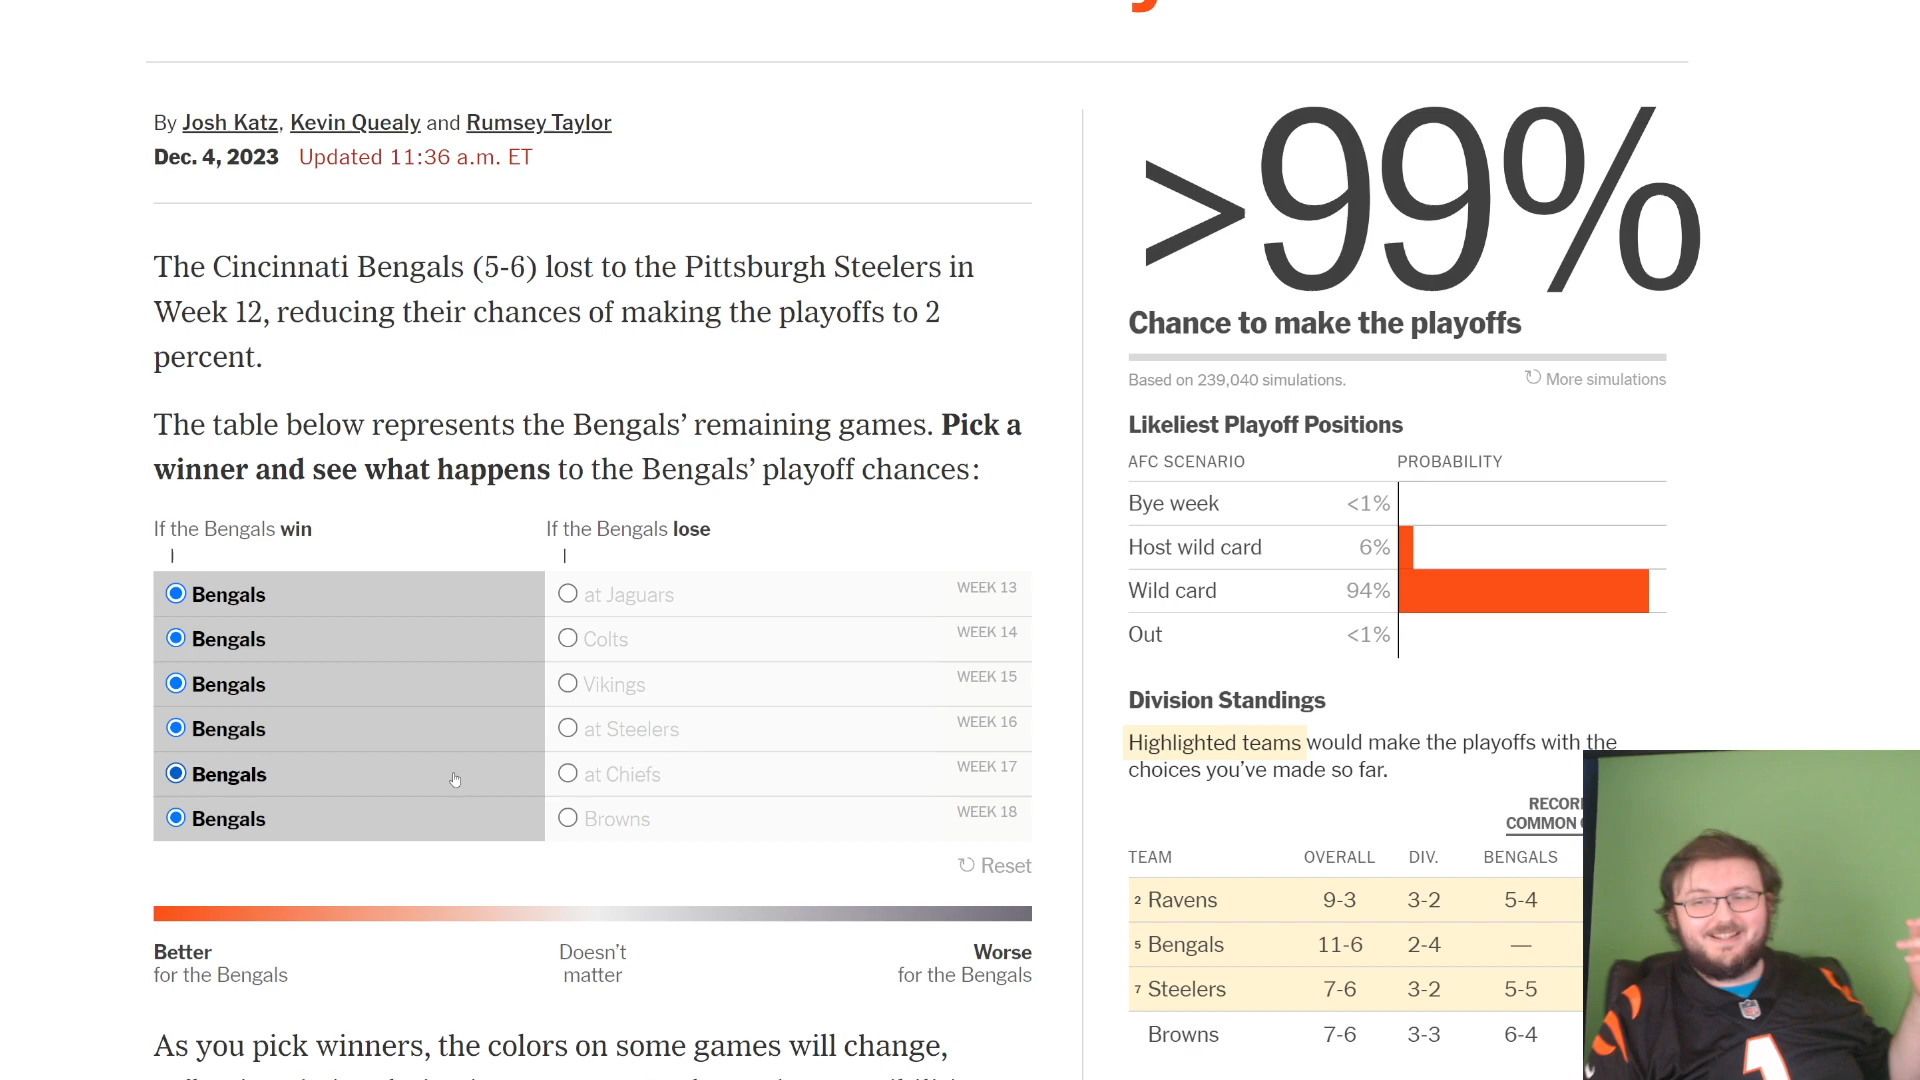 By Josh Katz, Kevin Quealy and Rumsey Taylor
Dec. 4, 2023 Updated 11:36 a.m. ET
The Cincinnati Bengals (5-6) lost to the Pittsburgh Steelers in
Week 12, reducing their chances of making the playoffs to 2
percent.
The table below represents the Bengals’ remaining games. Pick a
winner and see what happens to the Bengals’ playoff chances:
If the Bengals win If the Bengals lose
Bengals at Jaguars WEEK 13
Bengals Colts WEEK 14
Bengals Vikings WEEK 15
Bengals at Steelers WEEK 16
Bengals at Chiefs WEEK 17
Bengals Browns WEEK 18
Reset
Better Doesn’t Worse
for the Bengals matter for the Bengals
As you pick winners, the colors on some games will change,
>99%
Chance to make the playoffs
Based on 239,040 simulations. More simulations
Likeliest Playoff Positions
AFC SCENARIO PROBABILITY
Bye week <1%
Host wild card 6%
Wild card 94%
Out <1%
Division Standings
Highlighted teams would make the playoffs with the
choices you’ve made so far.
COMMON
TEAM OVERALL DIV. BENGALS
2 Ravens 9-3 3-2 5-4
5 Bengals 11-6 2-4 —
7 Steelers 7-6 3-2 5-5
Browns 7-6 3-3 6-4